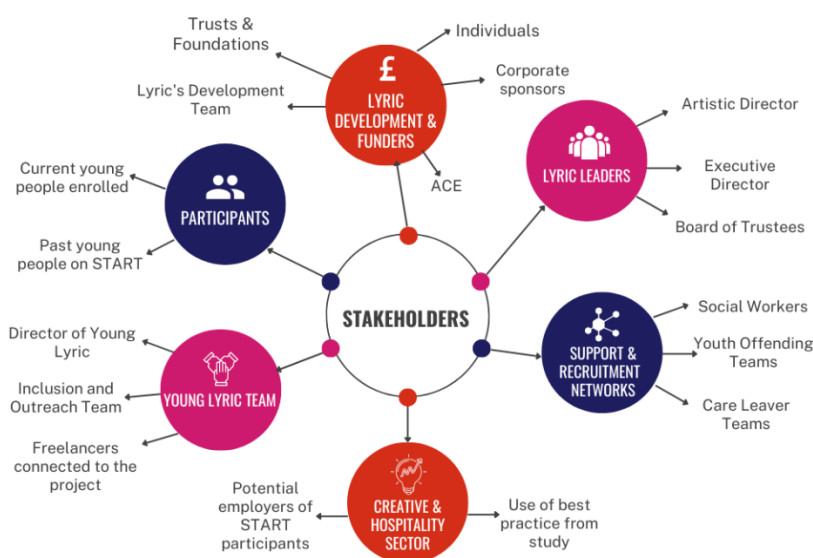 Trusts &
Foundations
Individuals
£
Lyric's Development
Team
LYRIC
DEVELOPMENT &
FUNDERS
Corporate
sponsors
ACE
Artistic Director
LYRIC LEADERS
Executive
Director
Board of Trustees
Current young
people enrolled
PARTICIPANTS
Past young
people on START
STAKEHOLDERS
Social Workers
SUPPORT &
RECRUITMENT
NETWORKS
Youth Offending
Teams
Care Leaver
Teams
Director of Young
Lyric
YOUNG LYRIC TEAM
Inclusion and
Outreach Team
Freelancers
connected to the
project
Potential
employers of
START
participants
CREATIVE &
HOSPITALITY
SECTOR
Use of best
practice from
study